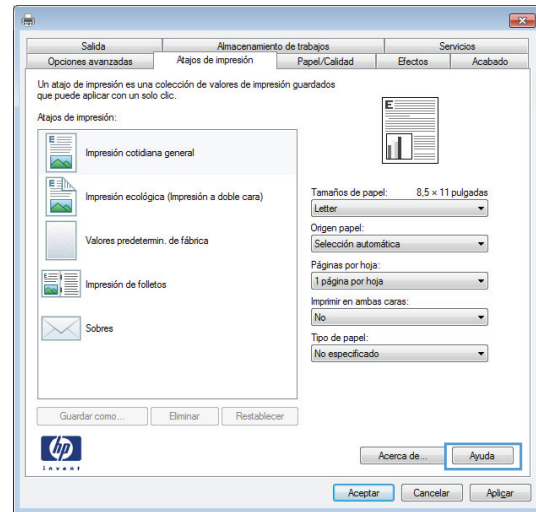 Salida Almacenamiento de trabajos Servicios
Opciones avanzadas Atajos de impresión Papel/Calidad Efectos Acabado
Un atajo de impresión es una colección de valores de impresión guardados
que puede aplicar con un solo clic.
Atajos de impresión:
E
Impresión cotidiana general
Impresión ecológica (Impresión a doble cara)
Valores predetermin. de fábrica
Impresión de folletos
Sobres
Tamaños de papel: 8,5 × 11 pulgadas
Letter
Origen papel:
Selección automática
Páginas por hoja:
1 página por hoja
Imprimir en ambas caras:
No
Tipo de papel:
No especificado
Guardar como... Eliminar Restablecer
hp
invent
Acerca de... Ayuda
Aceptar Cancelar Aplicar